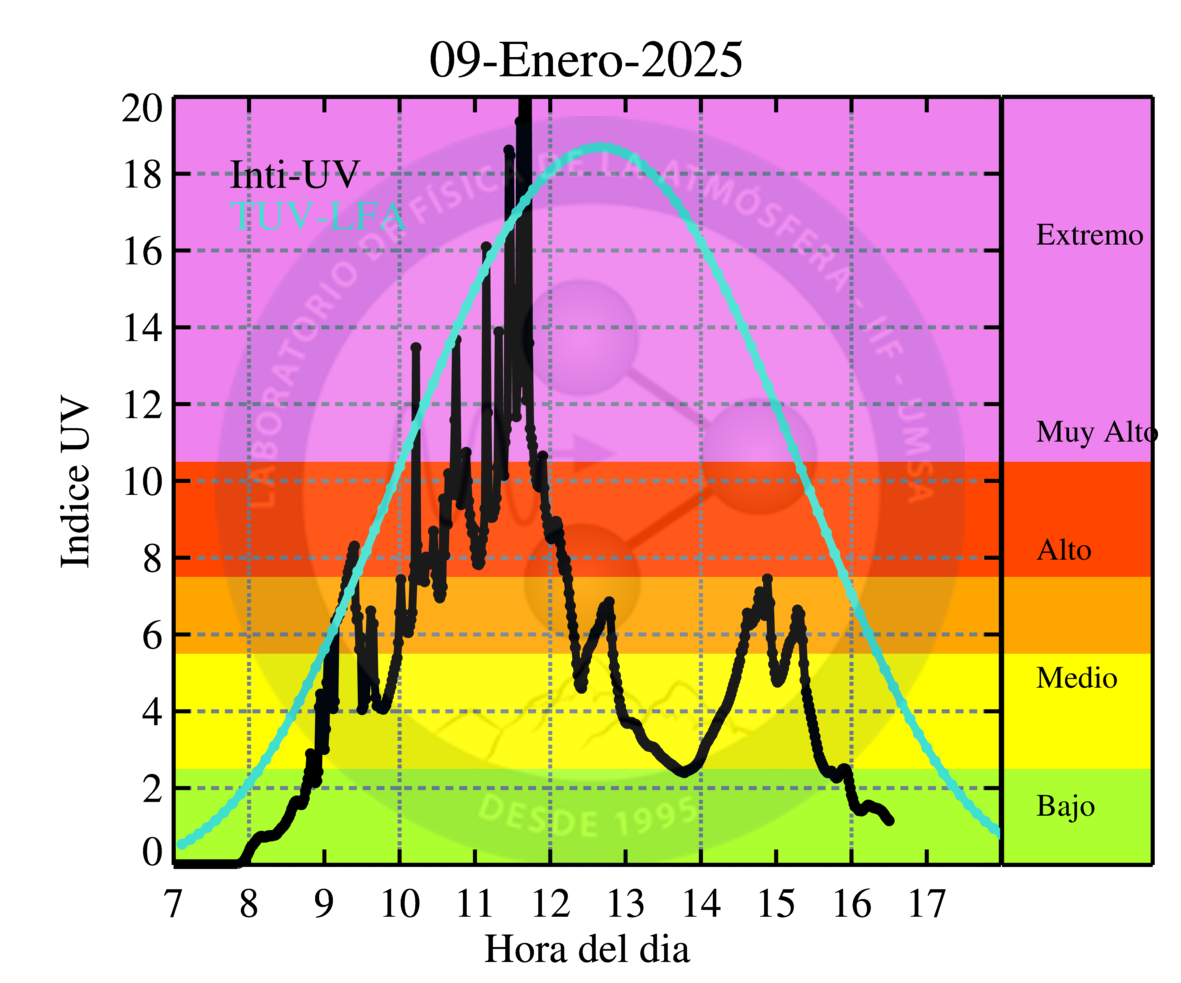 09-Enero-2025
Inti-UV
TUV-LFA
LABORATORIO DE FÍSICA DE LA ATMÓSFERA - IIF - UMSA
DESDE 1995
Indice UV
20
18
16
14
12
10
8
6
4
2
0
Extremo
Muy Alto
Alto
Medio
Bajo
7 8 9 10 11 12 13 14 15 16 17
Hora del dia